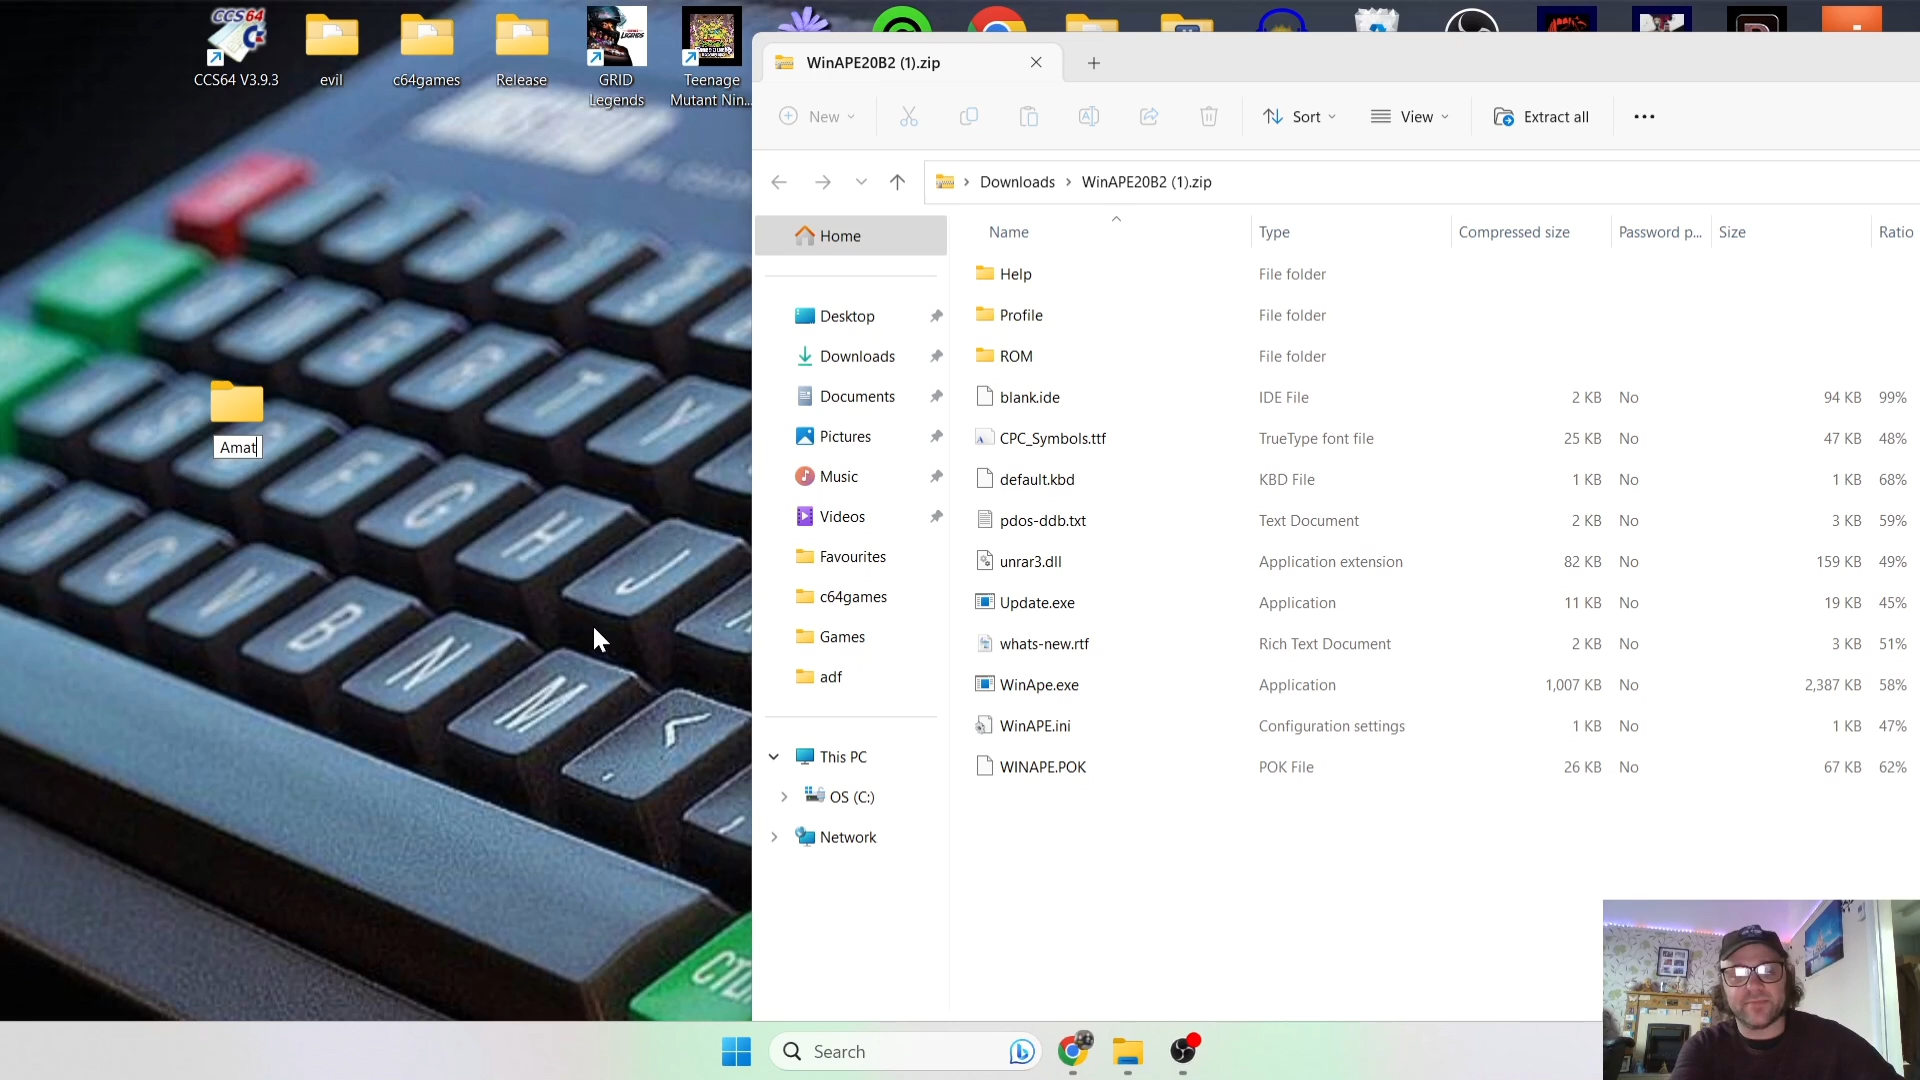 CCS64
CCS64 V3.9.3
evil
c64games
Release
GRID
Legends
Teenage
Mutant Nin...
WinAPE20B2 (1).zip
New
Sort
View
Extract all
Downloads
WinAPE20B2 (1).zip
Name
Type
Compressed size
Password p...
Size
Ratio
Home
Desktop
Downloads
Documents
Pictures
Music
Videos
Favourites
c64games
Games
adf
This PC
OS (C:)
Network
Help File folder
Profile File folder
ROM File folder
blank.ide IDE File 2 KB No 94 KB 99%
CPC_Symbols.ttf TrueType font file 25 KB No 47 KB 48%
default.kbd KBD File 1 KB No 1 KB 68%
pdos-ddb.txt Text Document 2 KB No 3 KB 59%
unrar3.dll Application extension 82 KB No 159 KB 49%
Update.exe Application 11 KB No 19 KB 45%
whats-new.rtf Rich Text Document 2 KB No 3 KB 51%
WinApe.exe Application 1,007 KB No 2,387 KB 58%
WinAPE.ini Configuration settings 1 KB No 1 KB 47%
WINAPE.POK POK File 26 KB No 67 KB 62%
Amat
T
Y
F
G
H
J
C
V
B
N
M
Search